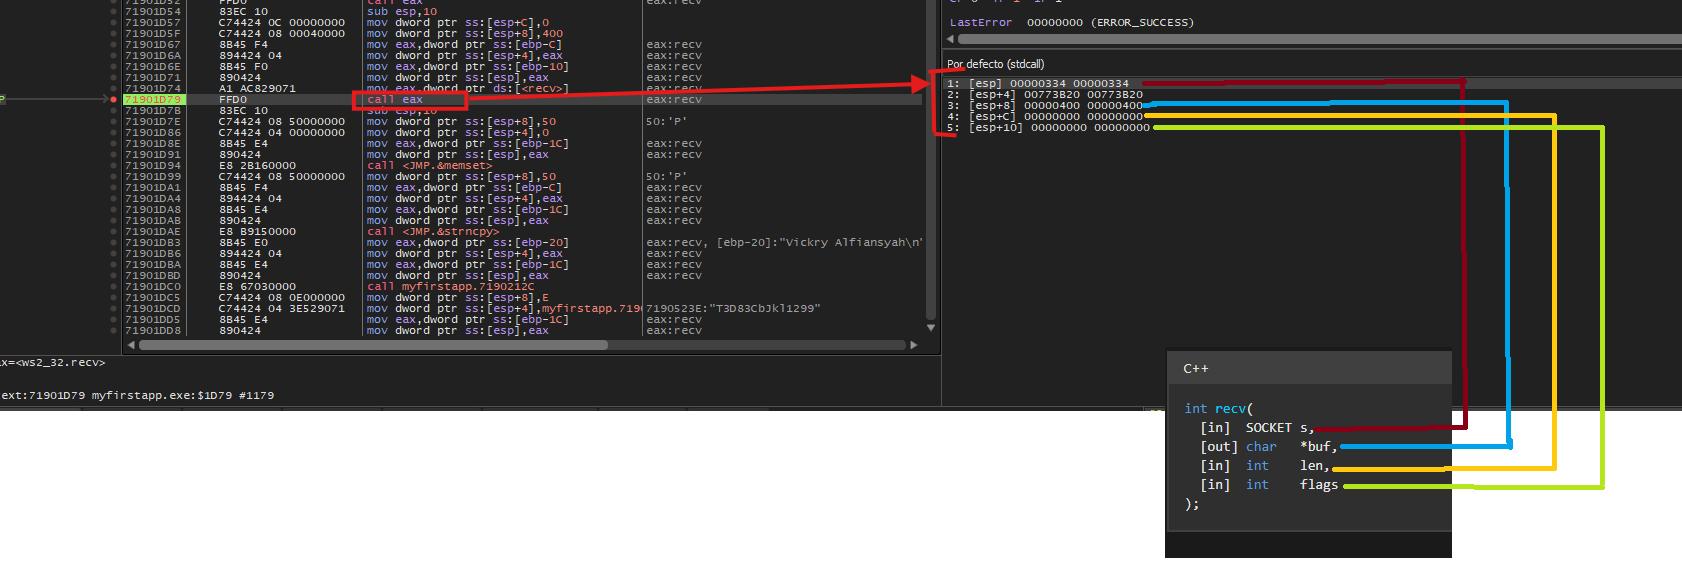 71901D52 FFD0 call eax eax:recv
71901D54 83EC 10 sub esp,10
71901D57 C74424 0C 00000000 mov dword ptr ss:[esp+C],0
71901D5F C74424 08 00040000 mov dword ptr ss:[esp+8],400
71901D67 8B45 F4 mov eax,dword ptr ss:[ebp-C] eax:recv
71901D6A 894424 04 mov dword ptr ss:[esp+4],eax eax:recv
71901D6E 8B45 F0 mov eax,dword ptr ss:[ebp-10] eax:recv
71901D71 890424 mov dword ptr ss:[esp],eax eax:recv
71901D74 A1 AC829071 mov eax,dword ptr ds:[<recv>] eax:recv
71901D79 FFD0 call eax eax:recv
71901D7B 83EC 10 sub esp,10
71901D7E C74424 08 50000000 mov dword ptr ss:[esp+8],50 50:'P'
71901D86 C74424 04 00000000 mov dword ptr ss:[esp+4],0
71901D8E 8B45 E4 mov eax,dword ptr ss:[ebp-1C] eax:recv
71901D91 890424 mov dword ptr ss:[esp],eax eax:recv
71901D94 E8 2B160000 call <JMP.&memset>
71901D99 C74424 08 50000000 mov dword ptr ss:[esp+8],50 50:'P'
71901DA1 8B45 F4 mov eax,dword ptr ss:[ebp-C] eax:recv
71901DA4 894424 04 mov dword ptr ss:[esp+4],eax eax:recv
71901DA8 8B45 E4 mov eax,dword ptr ss:[ebp-1C] eax:recv
71901DAB 890424 mov dword ptr ss:[esp],eax eax:recv
71901DAE E8 B9150000 call <JMP.&strncpy>
71901DB3 8B45 E0 mov eax,dword ptr ss:[ebp-20] eax:recv, [ebp-20]:"Vickry Alfiansyah\n"
71901DB6 894424 04 mov dword ptr ss:[esp+4],eax eax:recv
71901DBA 8B45 E4 mov eax,dword ptr ss:[ebp-1C] eax:recv
71901DBD 890424 mov dword ptr ss:[esp],eax eax:recv
71901DC0 E8 67030000 call myfirstapp.7190212C
71901DC5 C74424 08 0E000000 mov dword ptr ss:[esp+8],E
71901DCD C74424 04 3E529071 mov dword ptr ss:[esp+4],myfirstapp.719 7190523E:"T3D83CbJkl1299"
71901DD5 8B45 E4 mov eax,dword ptr ss:[ebp-1C] eax:recv
71901DD8 890424 mov dword ptr ss:[esp],eax eax:recv
ax=<ws2_32.recv>
ext:71901D79 myfirstapp.exe:$1D79 #1179
LastError 00000000 (ERROR_SUCCESS)
Por defecto (stdcall)
1: [esp] 00000334 00000334
2: [esp+4] 00773B20 00773B20
3: [esp+8] 00000400 00000400
4: [esp+C] 00000000 00000000
5: [esp+10] 00000000 00000000
C++
int recv(
[in] SOCKET s,
[out] char *buf,
[in] int len,
[in] int flags
);